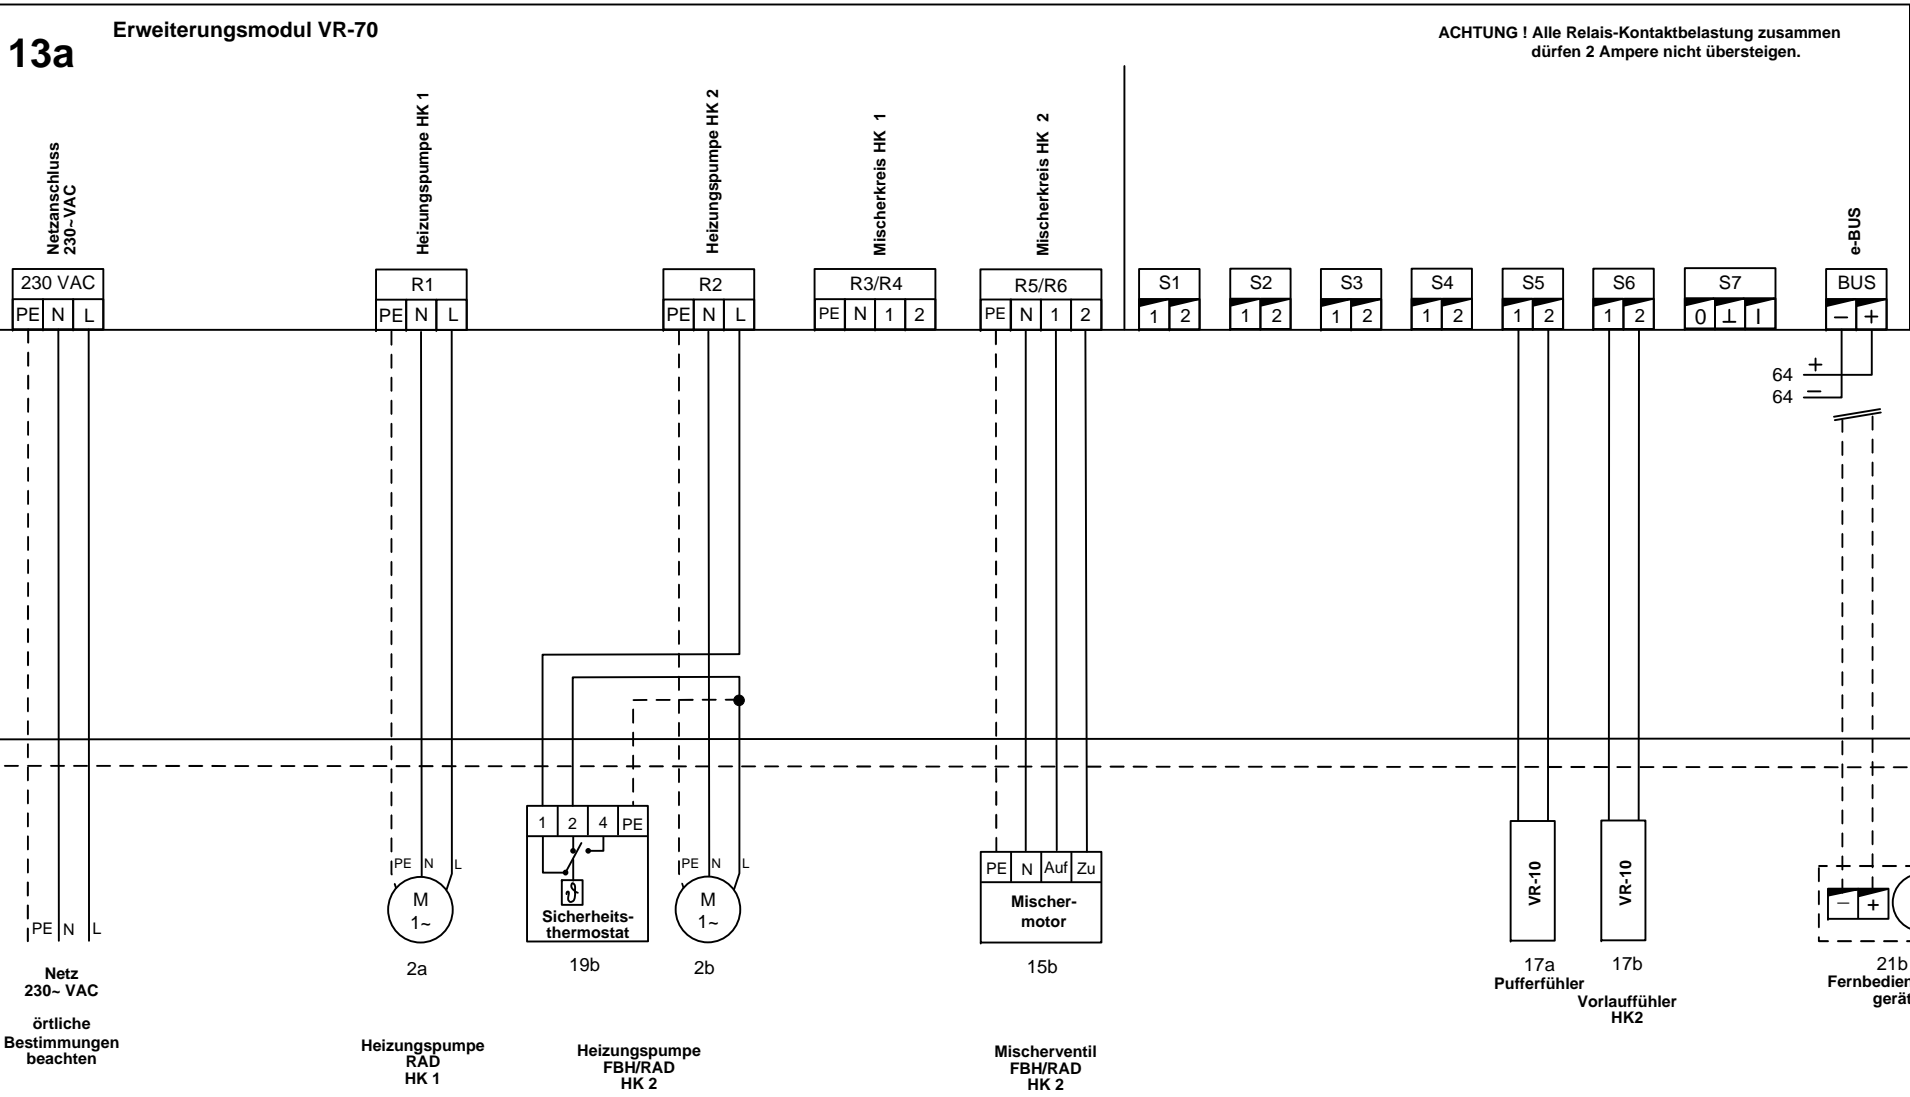 13a
Erweiterungsmodul VR-70
ACHTUNG ! Alle Relais-Kontaktbelastung zusammen
dürfen 2 Ampere nicht übersteigen.
Netzanschluss
230~VAC
Heizungspumpe HK 1
Heizungspumpe HK 2
Mischerkreis HK 1
Mischerkreis HK 2
e-BUS
230 VAC
PE N L
R1
PE N L
R2
PE N L
R3/R4
PE N 1 2
R5/R6
PE N 1 2
S1
1 2
S2
1 2
S3
1 2
S4
1 2
S5
1 2
S6
1 2
S7
0 ⊥ I
BUS
− +
64 +
64 −
PE N L
Netz
230~ VAC
örtliche
Bestimmungen
beachten
PE N L
M
1~
2a
Heizungspumpe
RAD
HK 1
1 2 4 PE
ϑ
Sicherheits-
thermostat
19b
PE N L
M
1~
2b
Heizungspumpe
FBH/RAD
HK 2
PE N Auf Zu
Mischer-
motor
15b
Mischerventil
FBH/RAD
HK 2
VR-10
17a
Pufferfühler
VR-10
17b
Vorlauffühler
HK2
− +
21b
Fernbedien
gerät